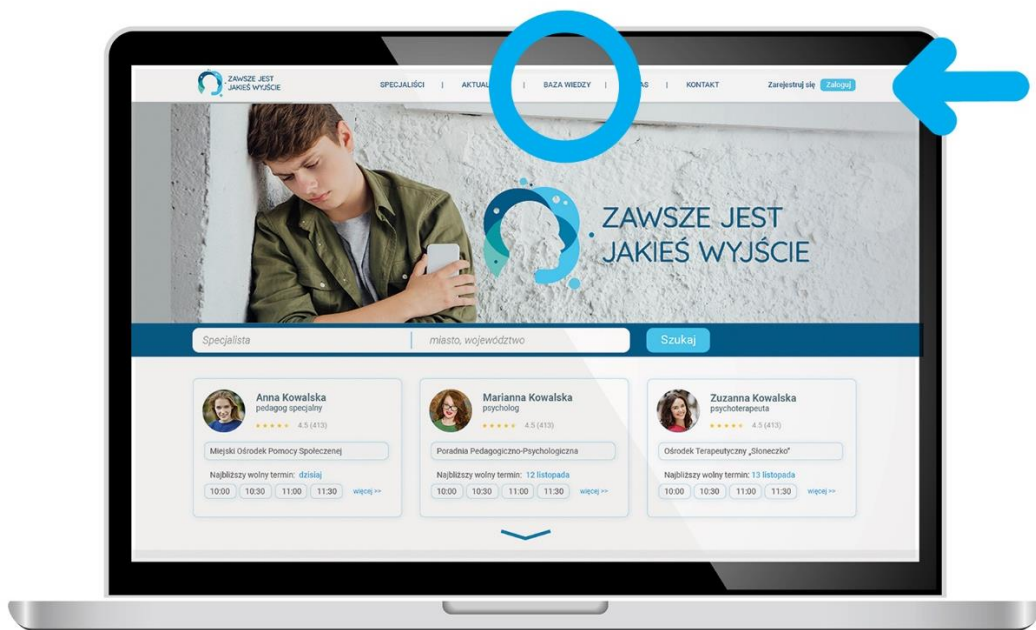 ZAWSZE JEST
JAKIEŚ WYJŚCIE
SPECJALIŚCI | AKTUAL | BAZA WIEDZY | AS | KONTAKT
Zarejestruj się Zaloguj
ZAWSZE JEST
JAKIEŚ WYJŚCIE
Specjalista
miasto, województwo
Szukaj
Anna Kowalska
pedagog specjalny
4.5 (413)
Miejski Ośrodek Pomocy Społeczenej
Najbliższy wolny termin: dzisiaj
10:00 10:30 11:00 11:30 więcej >>
Marianna Kowalska
psycholog
4.5 (413)
Poradnia Pedagogiczno-Psychologiczna
Najbliższy wolny termin: 12 listopada
10:00 10:30 11:00 11:30 więcej >>
Zuzanna Kowalska
psychoterapeuta
4.5 (413)
Ośrodek Terapeutyczny „Słoneczko"
Najbliższy wolny termin: 13 listopada
10:00 10:30 11:00 11:30 więcej >>